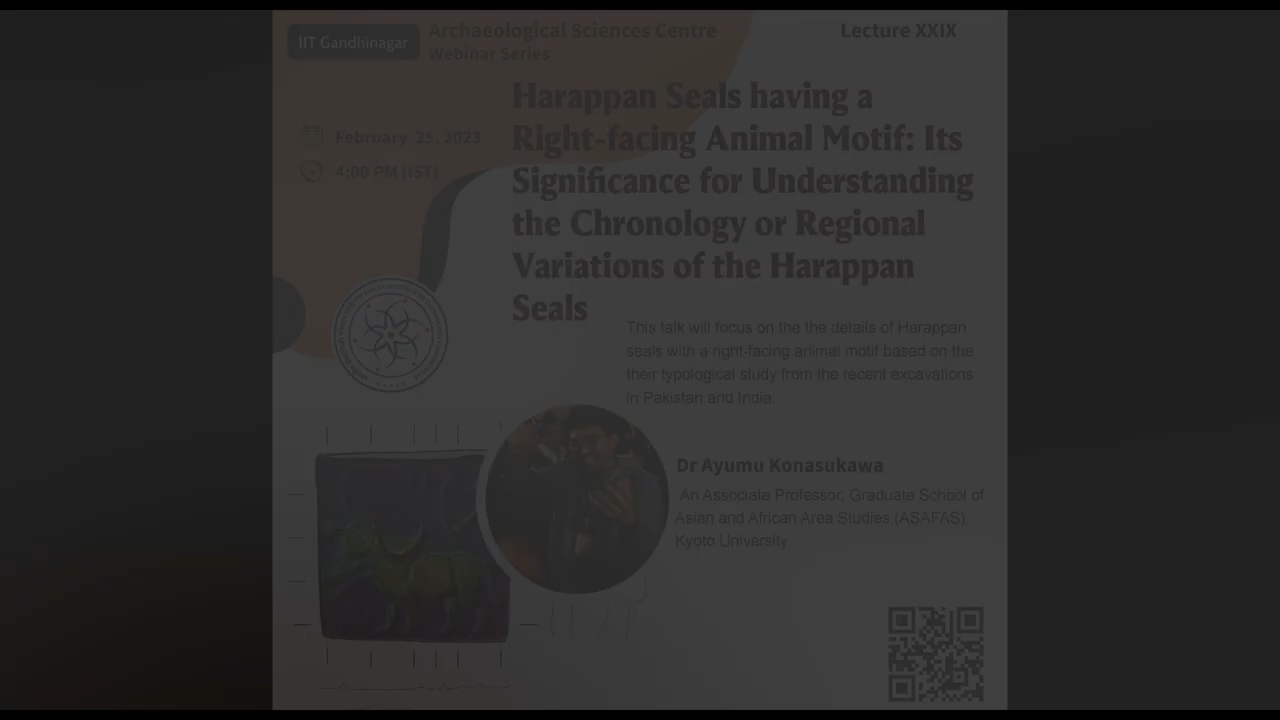 IIT Gandhinagar
Archaeological Sciences Centre
Webinar Series
Lecture XXIX
February 25, 2023
4:00 PM (IST)
Harappan Seals having a
Right-facing Animal Motif: Its
Significance for Understanding
the Chronology or Regional
Variations of the Harappan
Seals
This talk will focus on the the details of Harappan
seals with a right-facing animal motif based on the
their typological study from the recent excavations
in Pakistan and India.
Dr Ayumu Konasukawa
An Associate Professor, Graduate School of
Asian and African Area Studies (ASAFAS),
Kyoto University